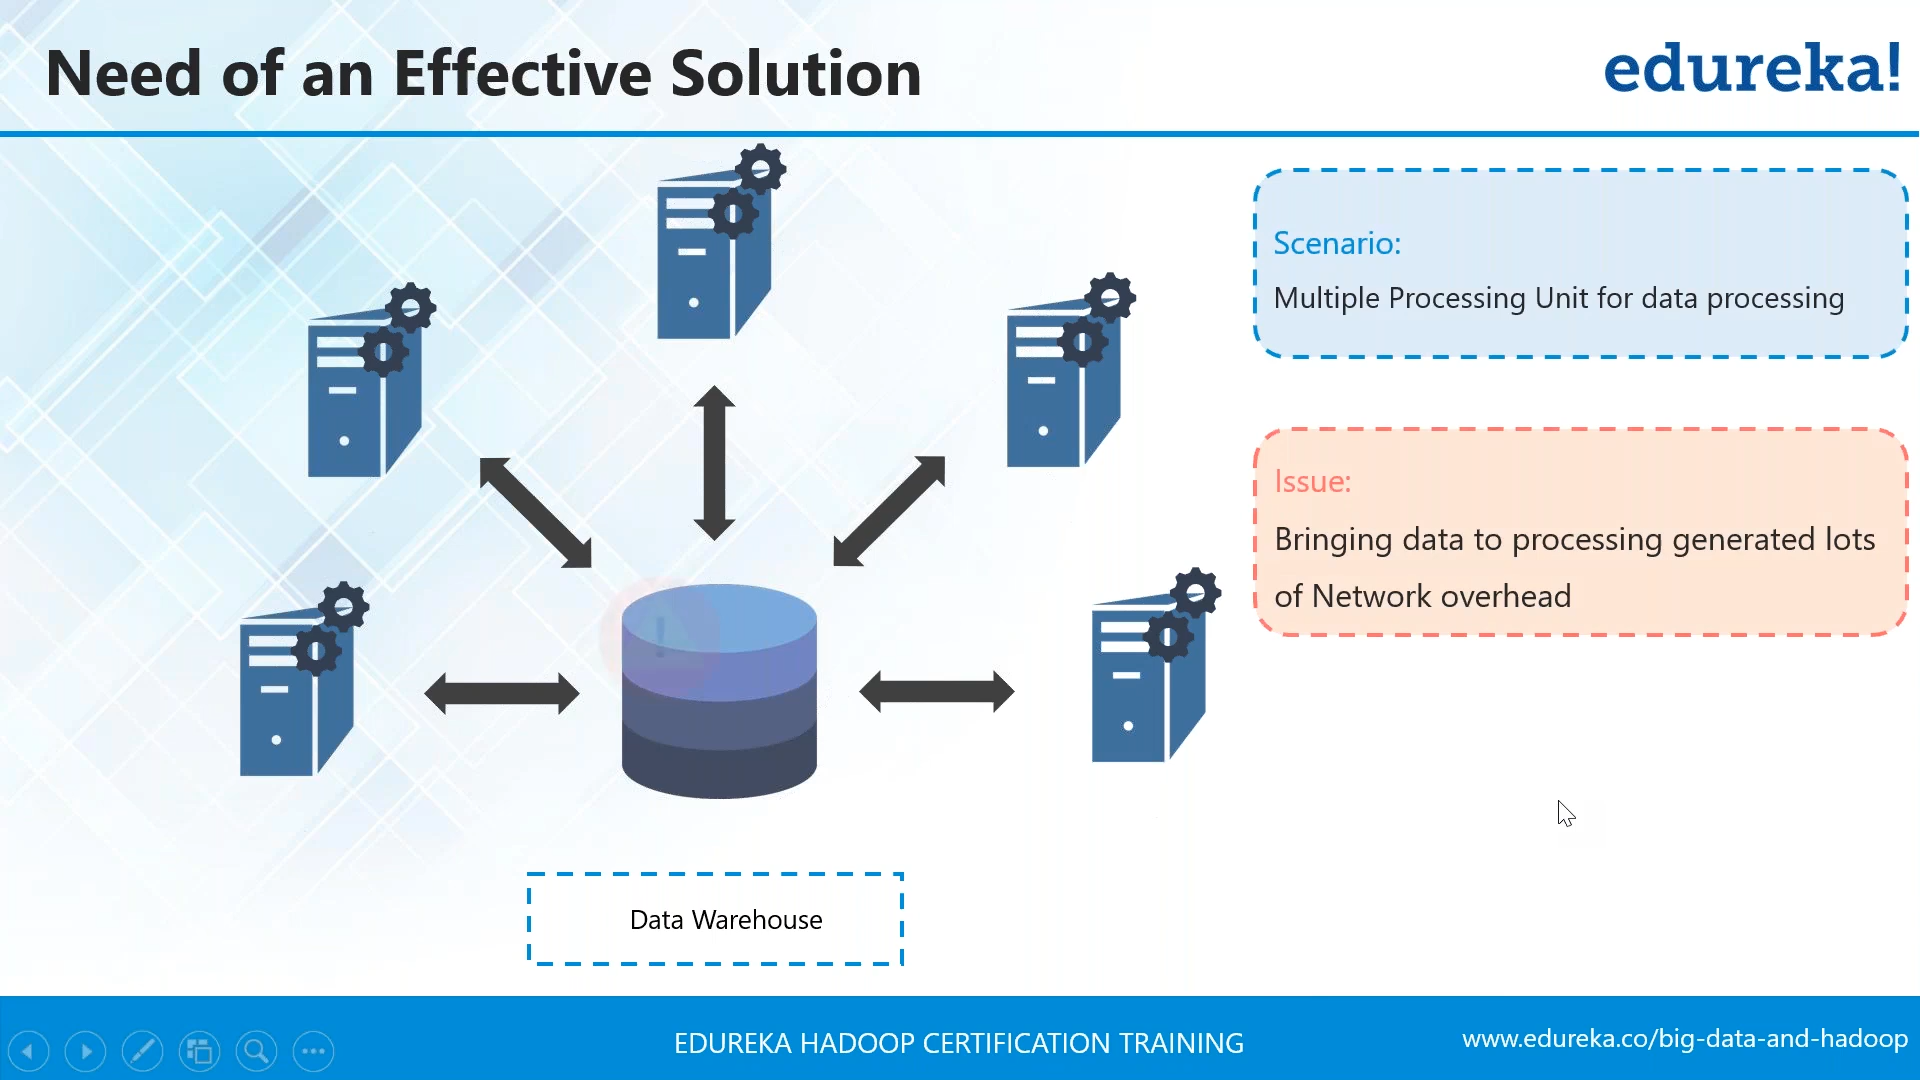 Need of an Effective Solution
edureka!
Scenario:
Multiple Processing Unit for data processing
Issue:
Bringing data to processing generated lots
of Network overhead
!
Data Warehouse
EDUREKA HADOOP CERTIFICATION TRAINING
www.edureka.co/big-data-and-hadoop